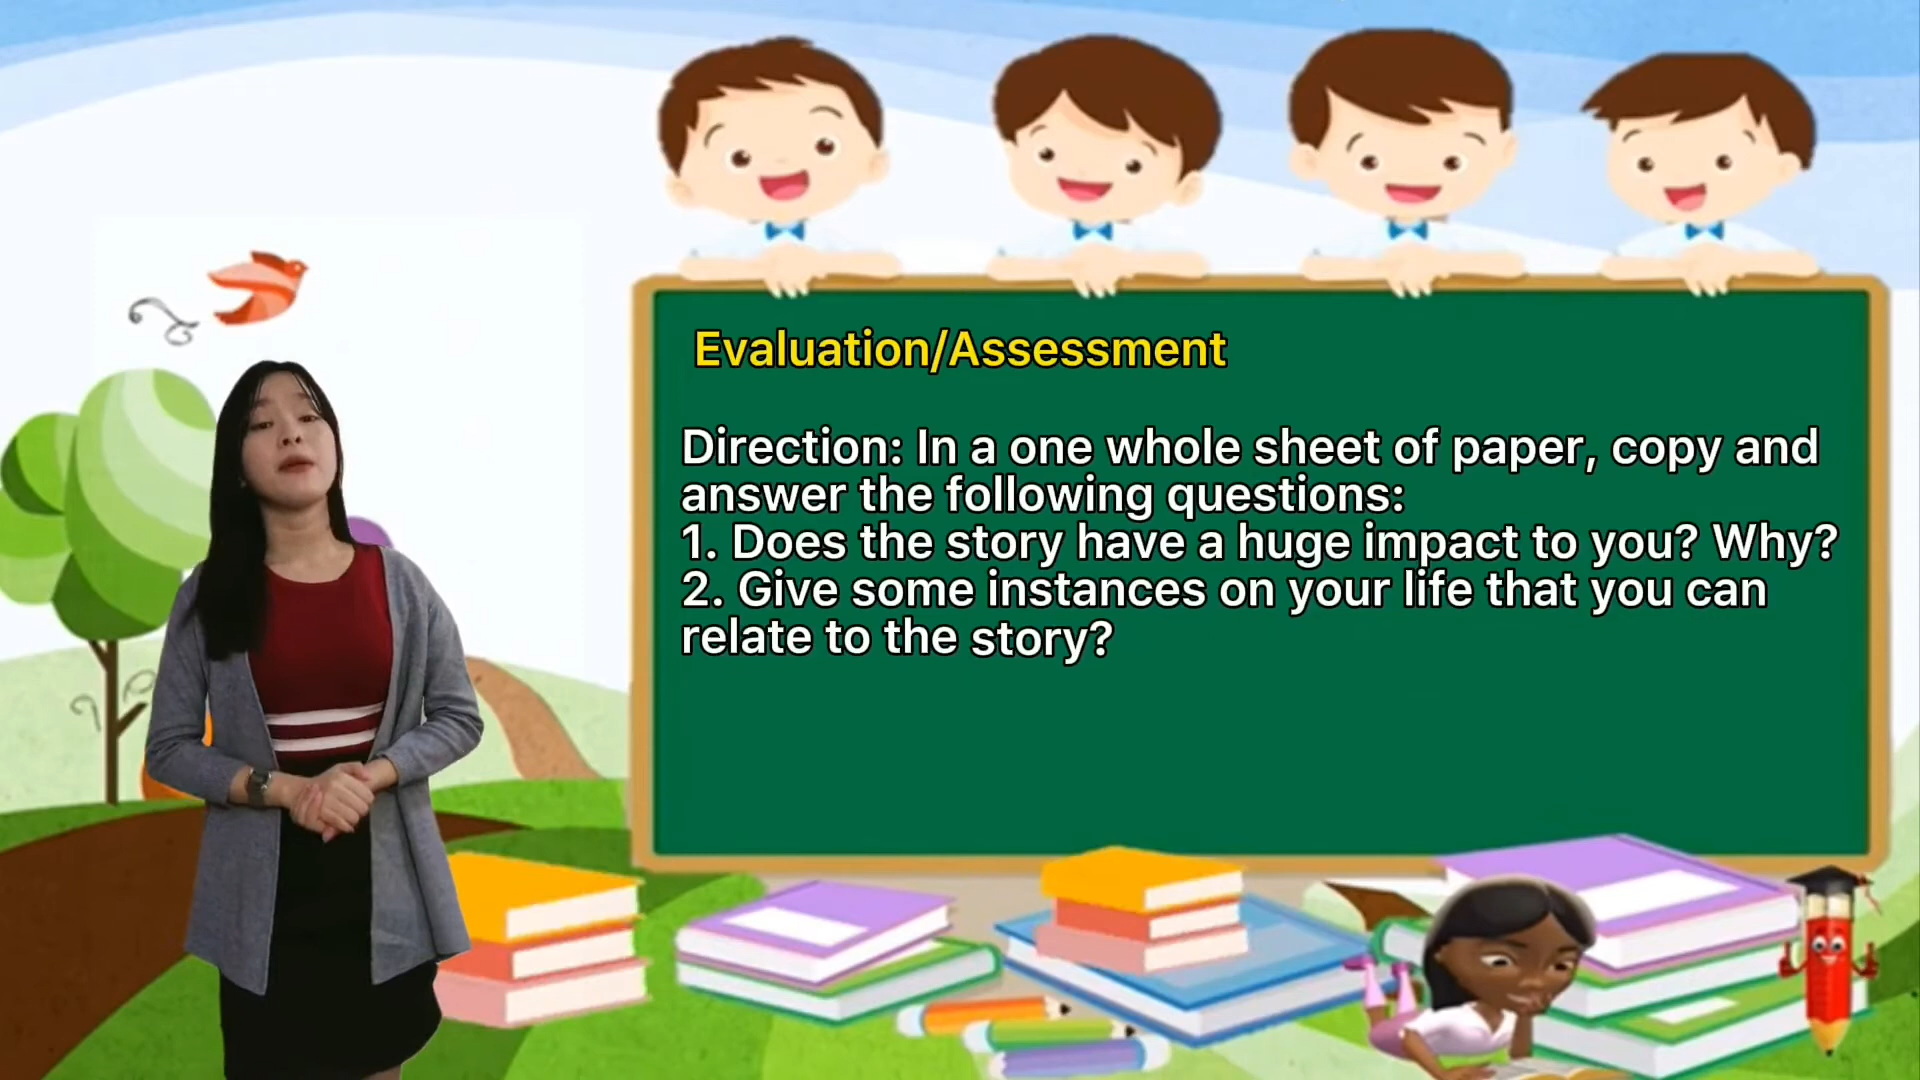 Evaluation/Assessment
Direction: In a one whole sheet of paper, copy and
answer the following questions:
1. Does the story have a huge impact to you? Why?
2. Give some instances on your life that you can
relate to the story?